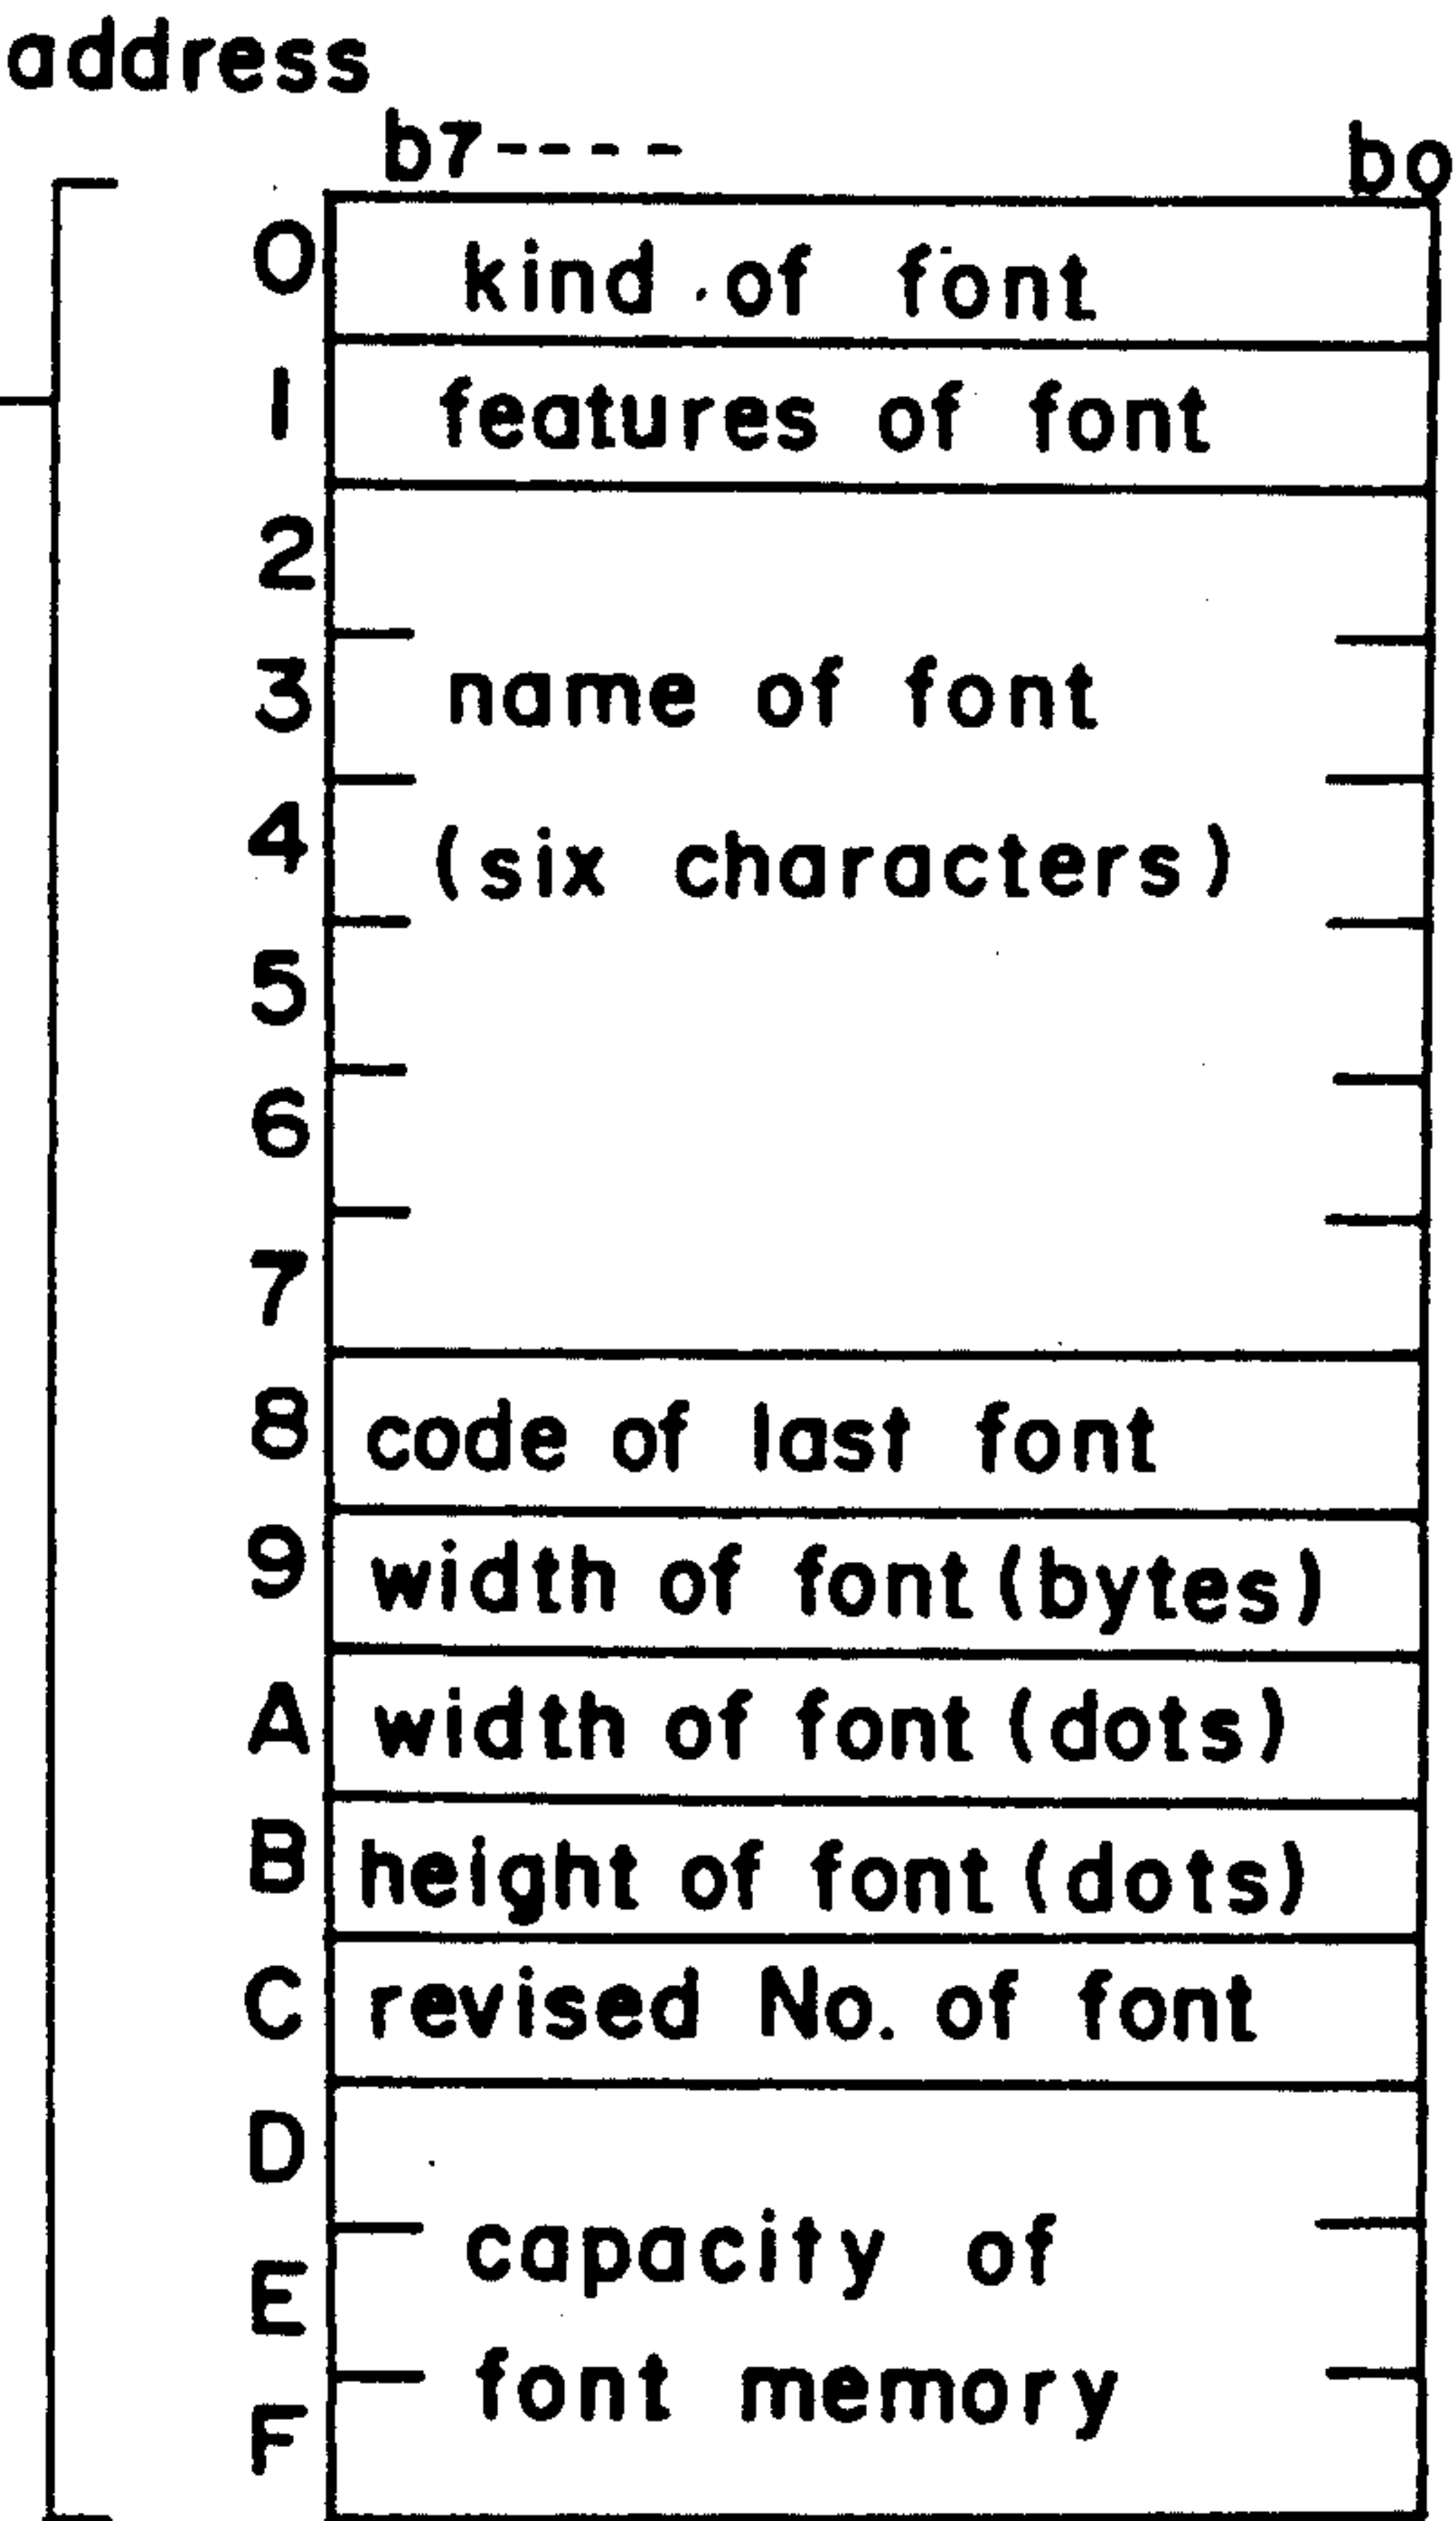 address
b7---- bo
0 kind of font
1 features of font
2
3 name of font
4 (six characters)
5
6
7
8 code of last font
9 width of font (bytes)
A width of font (dots)
B height of font (dots)
C revised No. of font
D
capacity of
E
font memory
F